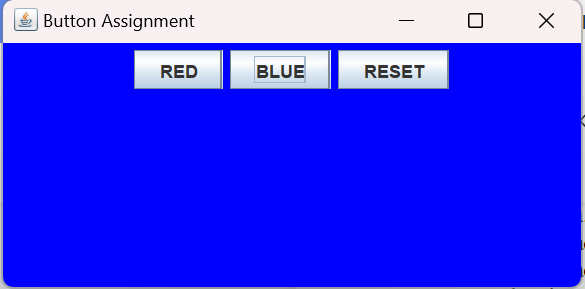 Button Assignment
RED BLUE RESET